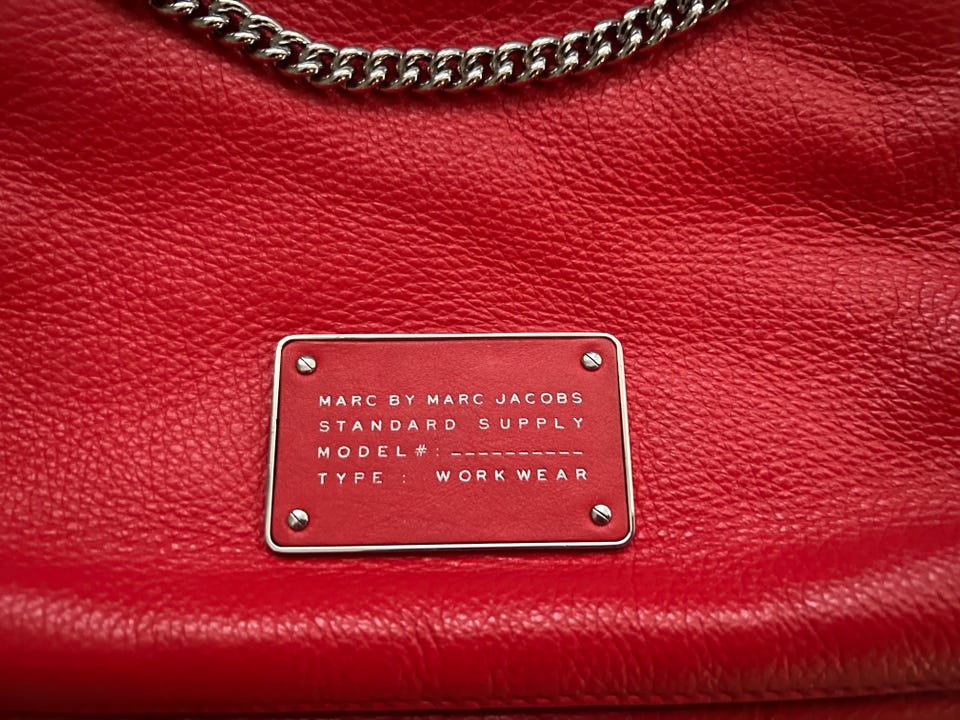 MARC BY MARC JACOBS
STANDARD SUPPLY
MODEL#: __________
TYPE : WORKWEAR